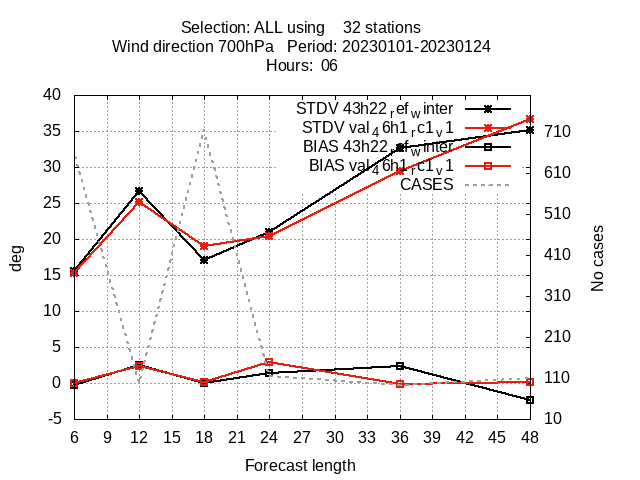 Selection: ALL using    32 stations
Wind direction 700hPa   Period: 20230101-20230124
Hours:  06
40
35
30
25
20
15
10
5
0
-5
deg
STDV 43h22_ref_winter
STDV val_46h1_rc1_v1
BIAS 43h22_ref_winter
BIAS val_46h1_rc1_v1
CASES
710
610
510
410
310
210
110
10
No cases
6 9 12 15 18 21 24 27 30 33 36 39 42 45 48
Forecast length